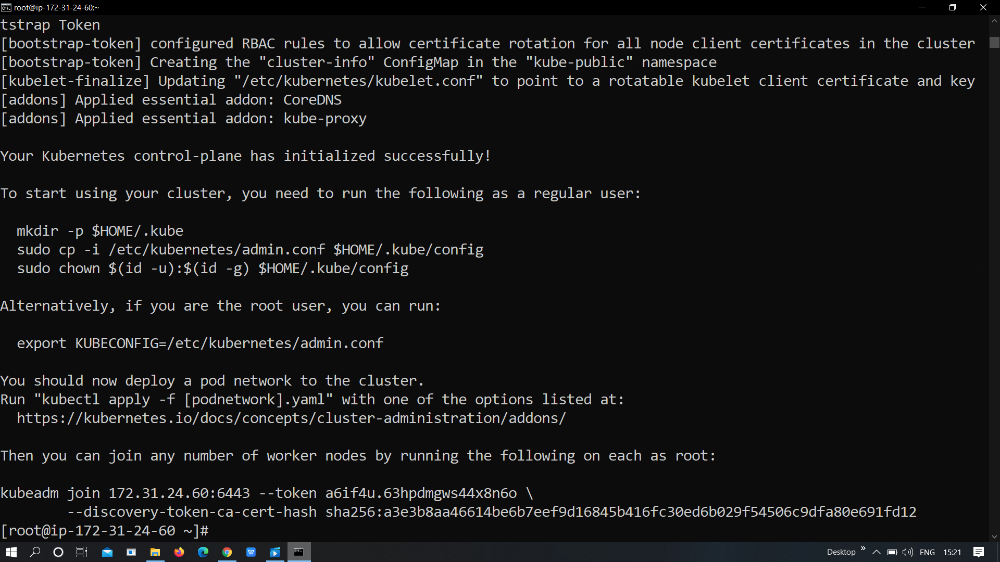 root@ip-172-31-24-60:~
tstrap Token
[bootstrap-token] configured RBAC rules to allow certificate rotation for all node client certificates in the cluster
[bootstrap-token] Creating the "cluster-info" ConfigMap in the "kube-public" namespace
[kubelet-finalize] Updating "/etc/kubernetes/kubelet.conf" to point to a rotatable kubelet client certificate and key
[addons] Applied essential addon: CoreDNS
[addons] Applied essential addon: kube-proxy
Your Kubernetes control-plane has initialized successfully!
To start using your cluster, you need to run the following as a regular user:
mkdir -p $HOME/.kube
sudo cp -i /etc/kubernetes/admin.conf $HOME/.kube/config
sudo chown $(id -u):$(id -g) $HOME/.kube/config
Alternatively, if you are the root user, you can run:
export KUBECONFIG=/etc/kubernetes/admin.conf
You should now deploy a pod network to the cluster.
Run "kubectl apply -f [podnetwork].yaml" with one of the options listed at:
https://kubernetes.io/docs/concepts/cluster-administration/addons/
Then you can join any number of worker nodes by running the following on each as root:
kubeadm join 172.31.24.60:6443 --token a6if4u.63hpdmgws44x8n6o \
--discovery-token-ca-cert-hash sha256:a3e3b8aa46614be6b7eef9d16845b416fc30ed6b029f54506c9dfa80e691fd12
[root@ip-172-31-24-60 ~]#
Desktop » ENG 15:21